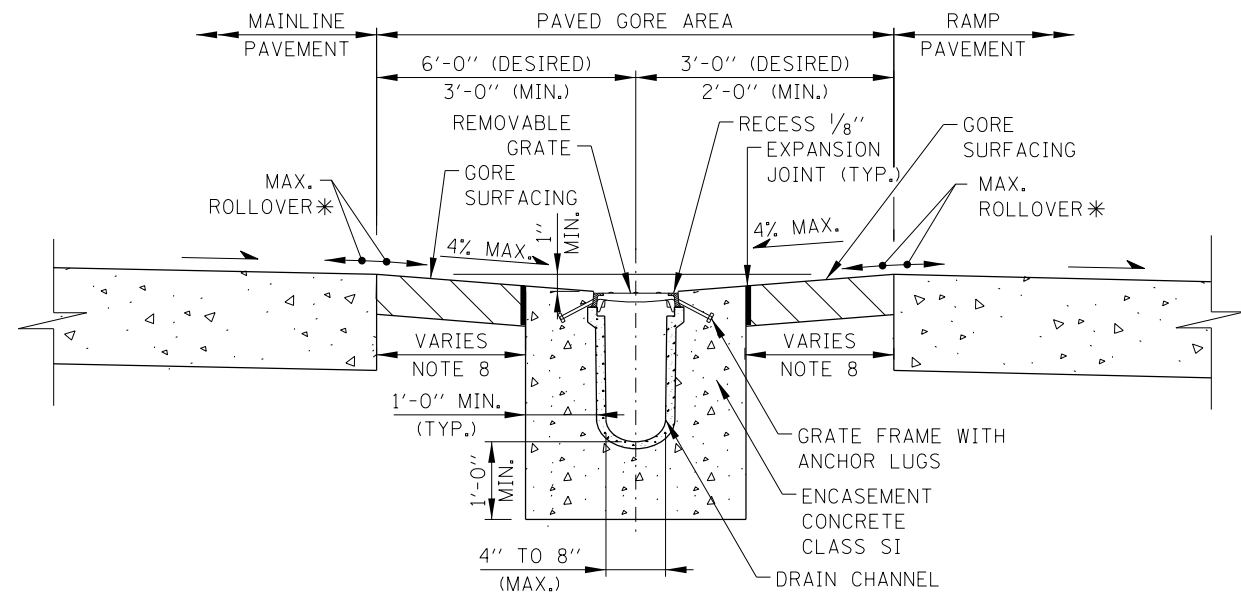 MAINLINE
PAVEMENT
PAVED GORE AREA
RAMP
PAVEMENT
6'-0'' (DESIRED)
3'-0'' (MIN.)
3'-0'' (DESIRED)
2'-0'' (MIN.)
REMOVABLE
GRATE
RECESS 1/8''
EXPANSION
JOINT (TYP.)
GORE
SURFACING
GORE
SURFACING
MAX.
ROLLOVER*
MAX.
ROLLOVER*
4% MAX.
1''
MIN.
4% MAX.
VARIES
NOTE 8
VARIES
NOTE 8
1'-0'' MIN.
(TYP.)
1'-0''
MIN.
GRATE FRAME WITH
ANCHOR LUGS
ENCASEMENT
CONCRETE
CLASS SI
4'' TO 8''
(MAX.)
DRAIN CHANNEL